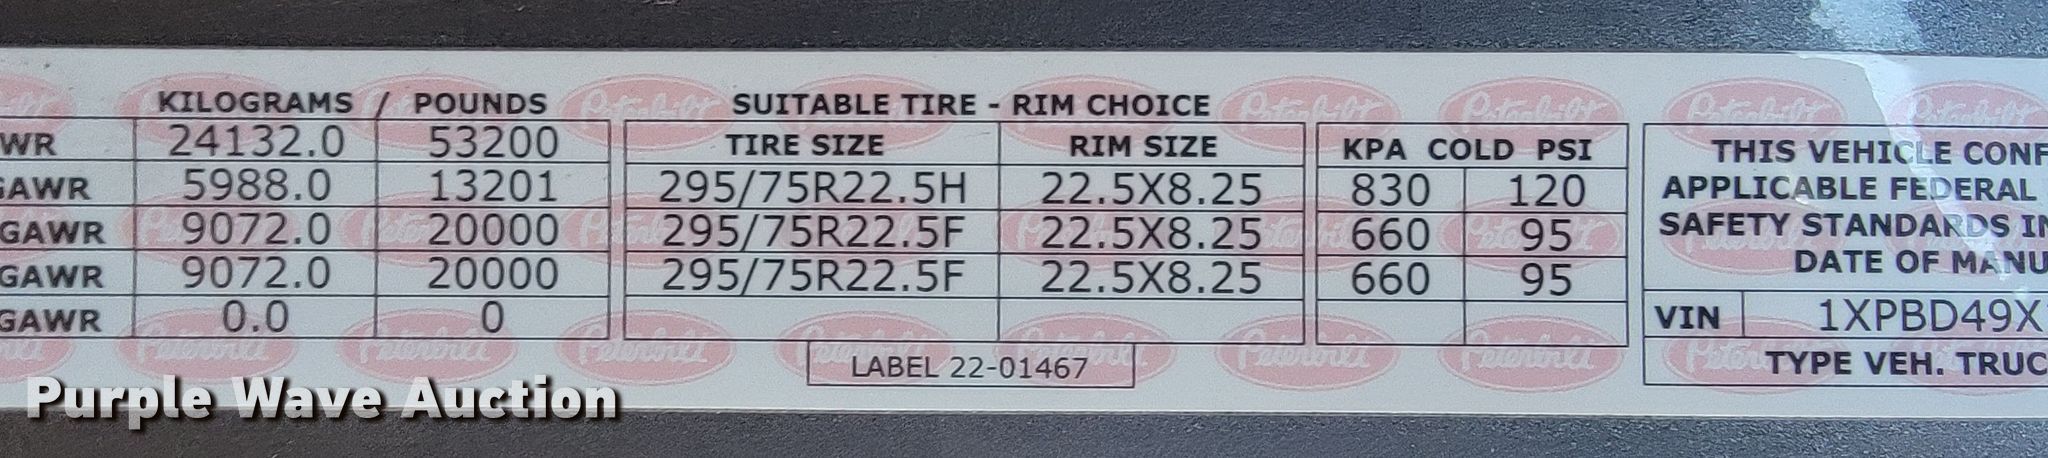 KILOGRAMS / POUNDS SUITABLE TIRE - RIM CHOICE
WR 24132.0 53200 TIRE SIZE RIM SIZE KPA COLD PSI THIS VEHICLE CONF
GAWR 5988.0 13201 295/75R22.5H 22.5X8.25 830 120 APPLICABLE FEDERAL
GAWR 9072.0 20000 295/75R22.5F 22.5X8.25 660 95 SAFETY STANDARDS IN
GAWR 9072.0 20000 295/75R22.5F 22.5X8.25 660 95 DATE OF MANU
GAWR 0.0 0 VIN 1XPBD49X
LABEL 22-01467 TYPE VEH. TRUC
Peterbilt
Purple Wave Auction